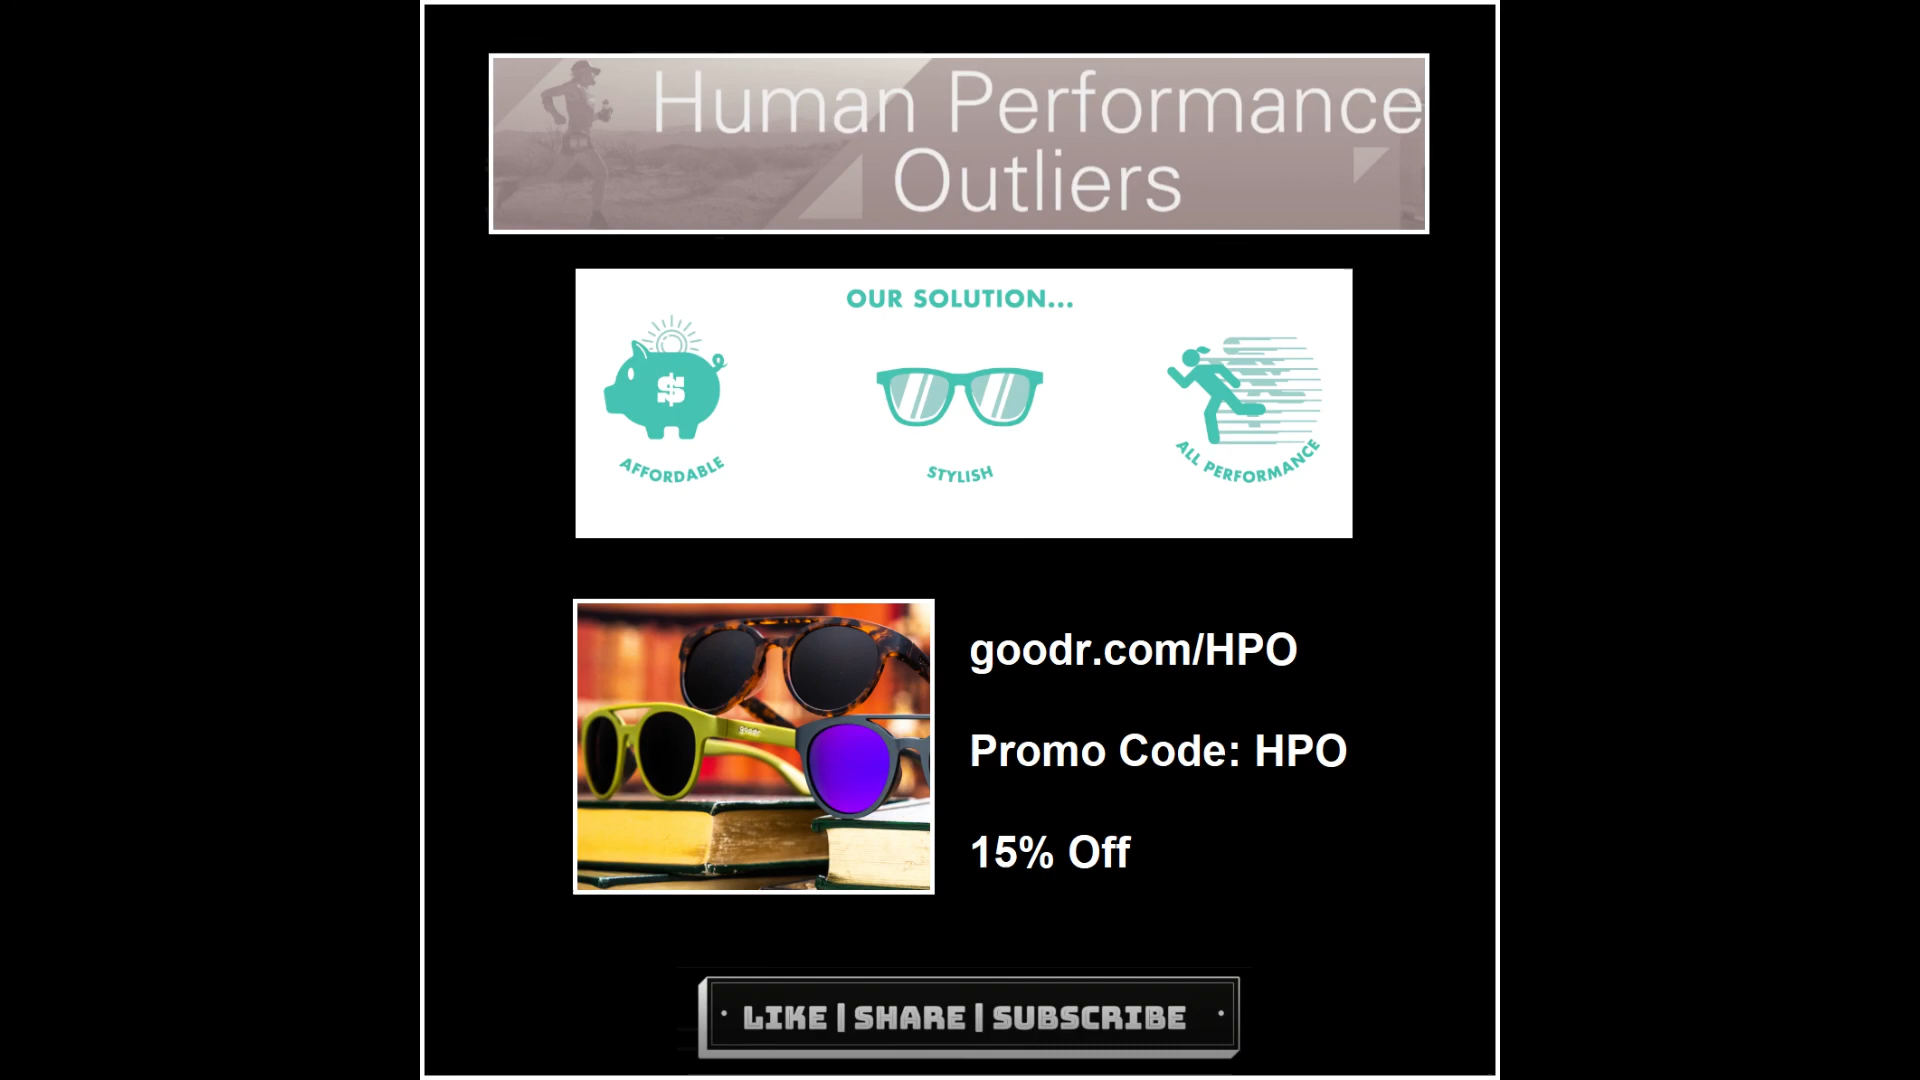 Human Performance
Outliers
OUR SOLUTION...
$
AFFORDABLE
STYLISH
ALL PERFORMANCE
goodr
goodr.com/HPO
Promo Code: HPO
15% Off
LIKE | SHARE | SUBSCRIBE